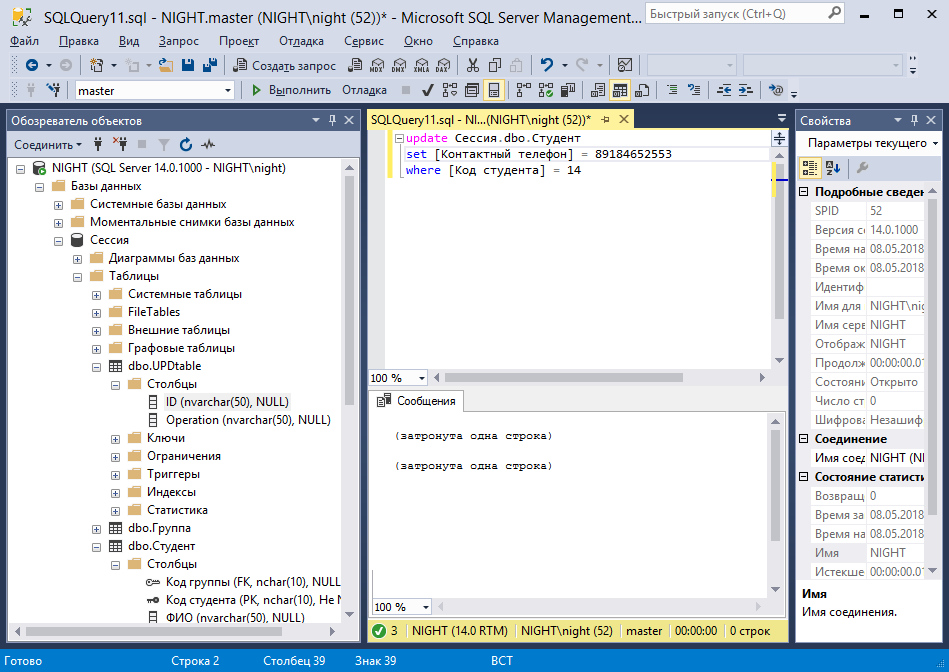 SQLQuery11.sql - NIGHT.master (NIGHT\night (52))* - Microsoft SQL Server Management...
Быстрый запуск (Ctrl+Q)
Файл Правка Вид Запрос Проект Отладка Сервис Окно Справка
Создать запрос MDX DMX XMLA DAX
master Выполнить Отладка
Обозреватель объектов
Соединить
NIGHT (SQL Server 14.0.1000 - NIGHT\night)
Базы данных
Системные базы данных
Моментальные снимки базы данных
Сессия
Диаграммы баз данных
Таблицы
Системные таблицы
FileTables
Внешние таблицы
Графовые таблицы
dbo.UPDtable
Столбцы
ID (nvarchar(50), NULL)
Operation (nvarchar(50), NULL)
Ключи
Ограничения
Триггеры
Индексы
Статистика
dbo.Группа
dbo.Студент
Столбцы
Код группы (FK, nchar(10), NULL
Код студента (PK, nchar(10), Не
ФИО (nvarchar(50), NULL)
SQLQuery11.sql - NI...(NIGHT\night (52))*
update Сессия.dbo.Студент
set [Контактный телефон] = 89184652553
where [Код студента] = 14
100 %
Сообщения
(затронута одна строка)
(затронута одна строка)
100 %
3 NIGHT (14.0 RTM) NIGHT\night (52) master 00:00:00 0 строк
Свойства
Параметры текущего
Подробные сведен
SPID 52
Версия се 14.0.1000
Время на 08.05.2018
Время ок 08.05.2018
Идентиф
Имя для NIGHT\nig
Имя серв NIGHT
Отображ NIGHT
Продолж 00:00:00.01
Состояни Открыто
Число ст 0
Шифрова Незашиф
Соединение
Имя соед NIGHT (NI
Состояние статисти
Возвращ 0
Время за 08.05.2018
Время на 08.05.2018
Имя NIGHT
Истекше 00:00:00.01
Имя
Имя соединения.
Готово Строка 2 Столбец 39 Знак 39 ВСТ